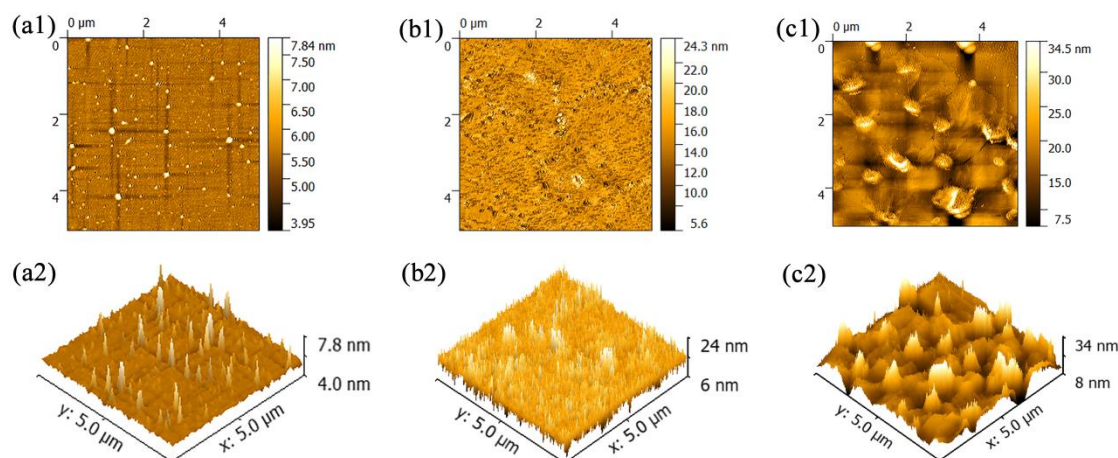 (a1)
0 µm 2 4
0
2
4
7.84 nm
7.50
7.00
6.50
6.00
5.50
5.00
3.95
(b1)
0 µm 2 4
0
2
4
24.3 nm
22.0
20.0
18.0
16.0
14.0
12.0
10.0
5.6
(c1)
0 µm 2 4
0
2
4
34.5 nm
30.0
25.0
20.0
15.0
7.5
(a2)
7.8 nm
4.0 nm
y: 5.0 µm
x: 5.0 µm
(b2)
24 nm
6 nm
y: 5.0 µm
x: 5.0 µm
(c2)
34 nm
8 nm
y: 5.0 µm
x: 5.0 µm